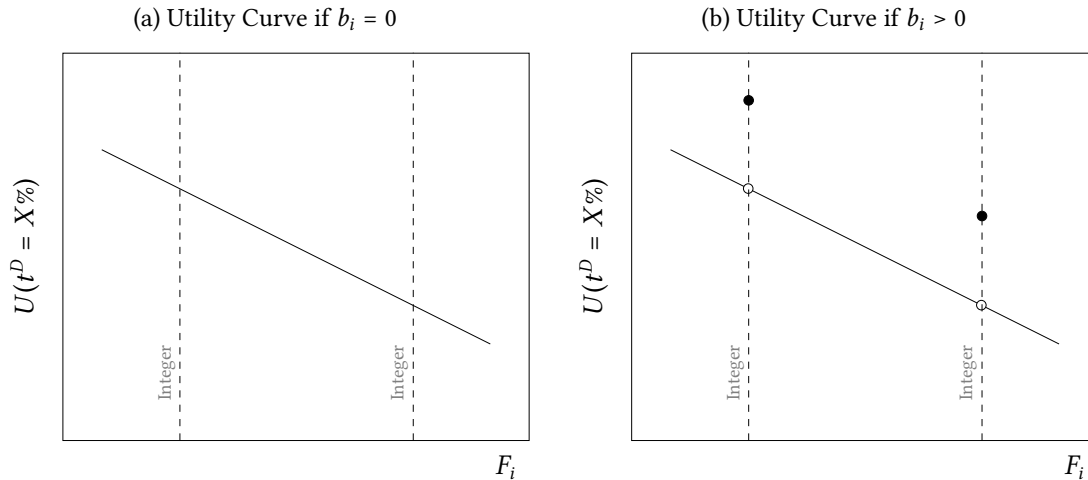 (a) Utility Curve if b_i = 0
U(t^D = X%)
Integer
Integer
F_i
(b) Utility Curve if b_i > 0
U(t^D = X%)
Integer
Integer
F_i